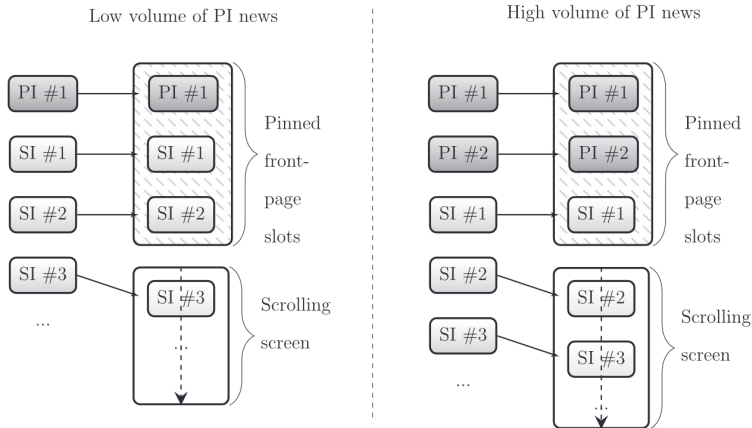 Low volume of PI news
PI #1
PI #1
SI #1
SI #1
SI #2
SI #2
Pinned
front-
page
slots
SI #3
SI #3
...
...
Scrolling
screen
High volume of PI news
PI #1
PI #1
PI #2
PI #2
SI #1
SI #1
Pinned
front-
page
slots
SI #2
SI #2
SI #3
SI #3
...
...
Scrolling
screen